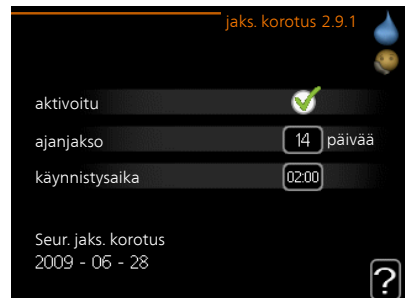 jaks. korotus 2.9.1
aktivoitu
ajanjakso 14 päivää
käynnistysaika 02:00
Seur. jaks. korotus
2009 - 06 - 28
?